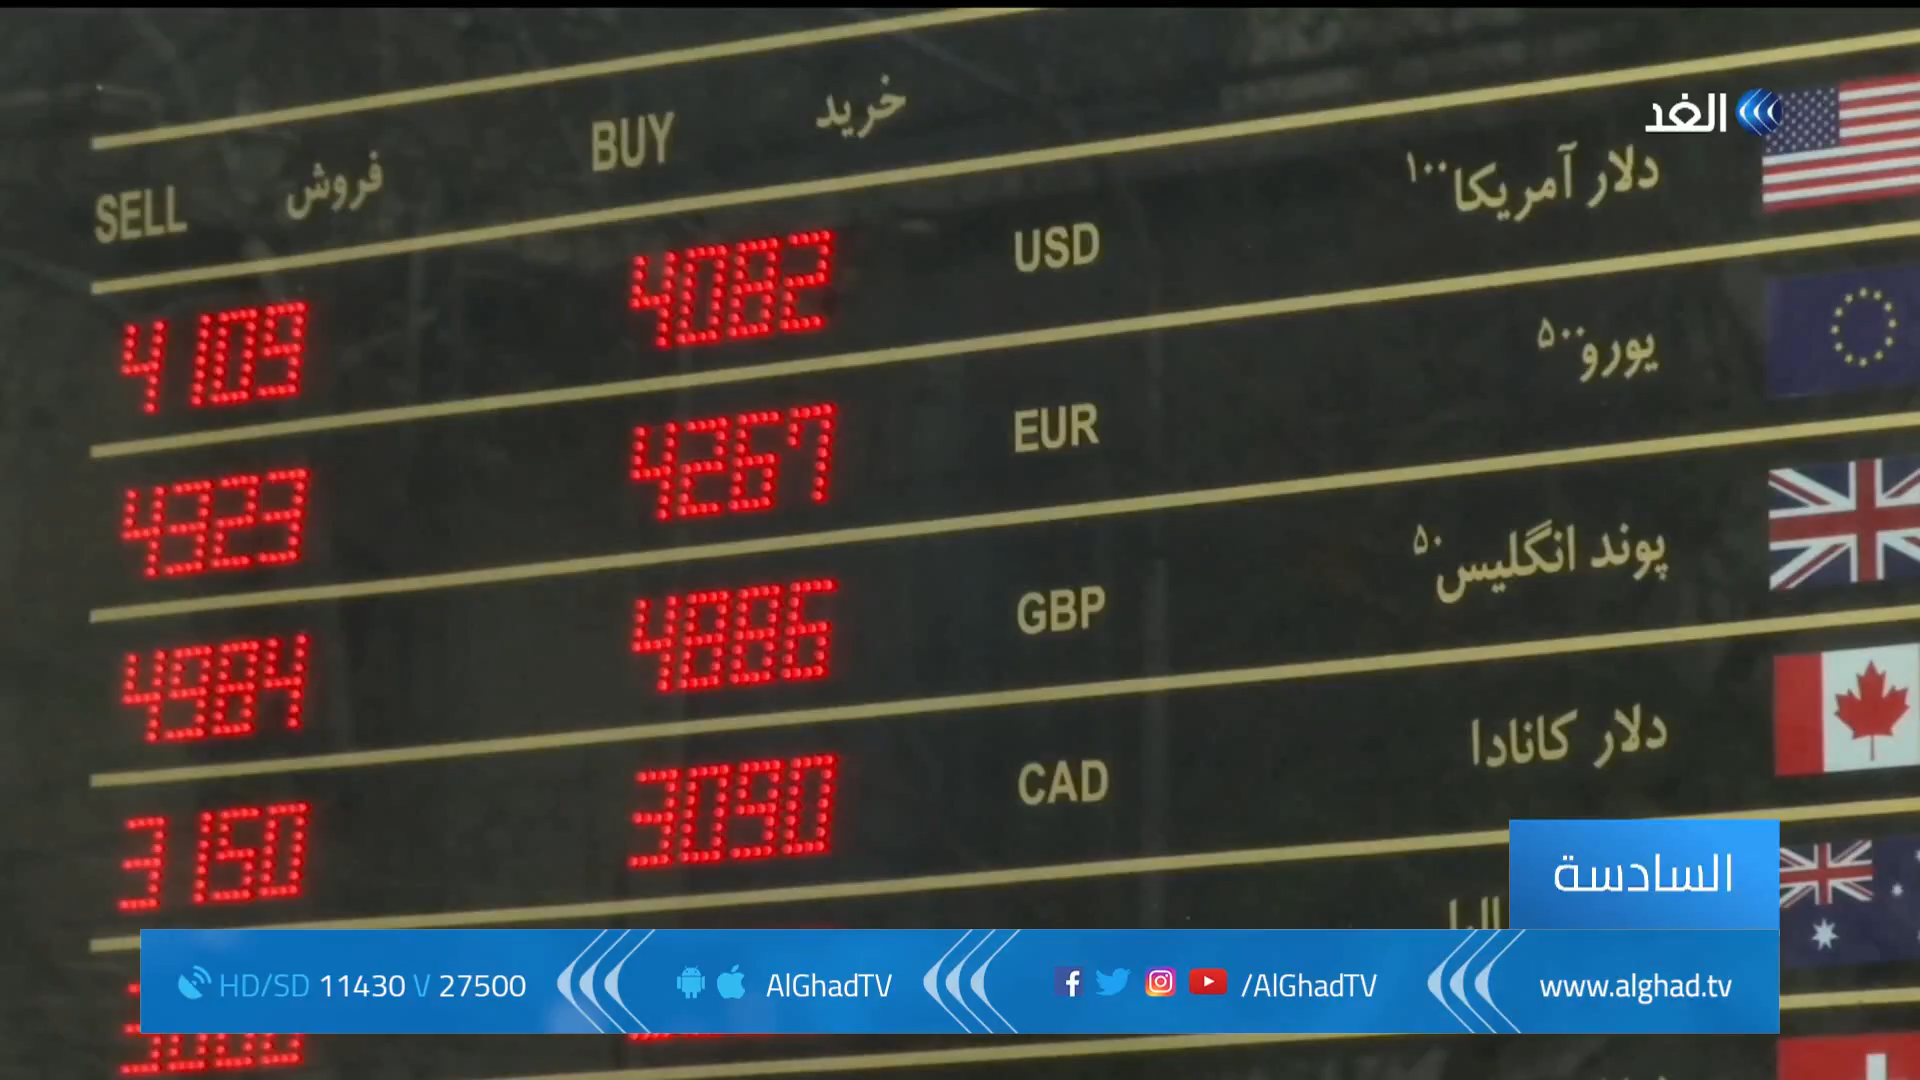 الغد
SELL فروش BUY خرید
4109 4082 USD دلار آمریکا ۱۰۰
4323 4267 EUR یورو ۵۰۰
4984 4886 GBP پوند انگلیس ۵۰
3150 3090 CAD دلار کانادا
السادسة
HD/SD 11430 V 27500 AlGhadTV /AlGhadTV www.alghad.tv